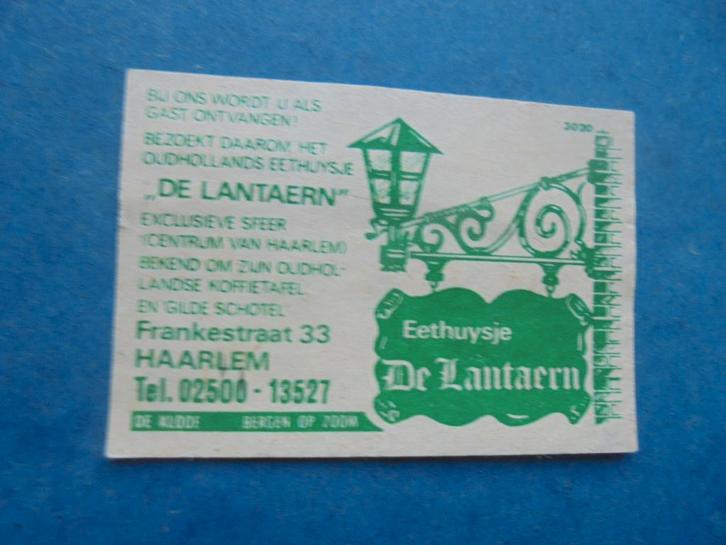 BIJ ONS WORDT U ALS
GAST ONTVANGEN!
BEZOEKT DAAROM HET
OUDHOLLANDS EETHUYSJE
„DE LANTAERN"
EXCLUSIEVE SFEER
(CENTRUM VAN HAARLEM)
BEKEND OM ZIJN OUDHOL-
LANDSE KOFFIETAFEL
EN 'GILDE SCHOTEL'
Frankestraat 33
HAARLEM
Tel. 02500 - 13527
DE KLODE BERGEN OP ZOOM
3020
Eethuysje
De Lantaern